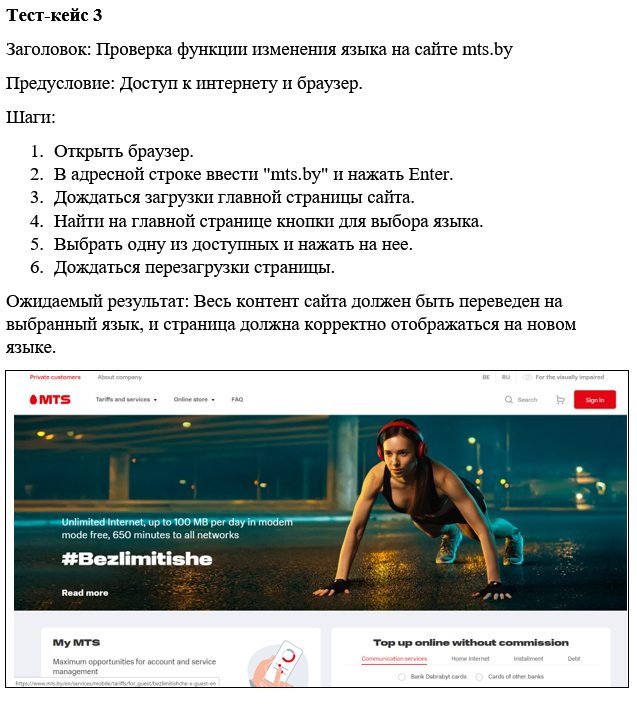 Тест-кейс 3
Заголовок: Проверка функции изменения языка на сайте mts.by
Предусловие: Доступ к интернету и браузер.
Шаги:
1. Открыть браузер.
2. В адресной строке ввести "mts.by" и нажать Enter.
3. Дождаться загрузки главной страницы сайта.
4. Найти на главной странице кнопки для выбора языка.
5. Выбрать одну из доступных и нажать на нее.
6. Дождаться перезагрузки страницы.
Ожидаемый результат: Весь контент сайта должен быть переведен на
выбранный язык, и страница должна корректно отображаться на новом
языке.
Private customers About company BE RU For the visually impaired
MTS Tariffs and services Online store FAQ Search Sign in
Unlimited Internet, up to 100 MB per day in modem
mode free, 650 minutes to all networks
#Bezlimitishe
Read more
My MTS
Maximum opportunities for account and service
management
Top up online without commission
Communication services Home Internet Installment Debt
Bank Dabrabyt cards Cards of other banks
https://www.mts.by/en/services/mobile/tariffs/for_guest/bezlimitishche-x-guest-en